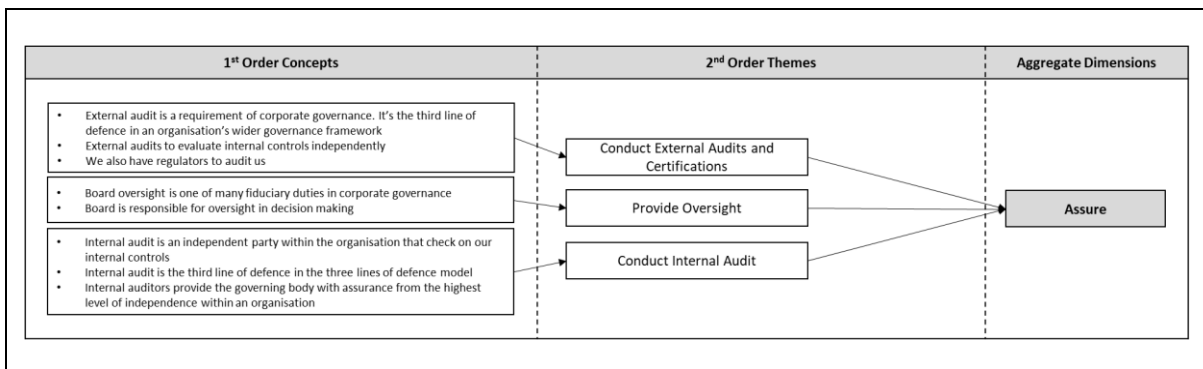 1st Order Concepts
2nd Order Themes
Aggregate Dimensions
• External audit is a requirement of corporate governance. It's the third line of
defence in an organisation's wider governance framework
• External audits to evaluate internal controls independently
• We also have regulators to audit us
• Board oversight is one of many fiduciary duties in corporate governance
• Board is responsible for oversight in decision making
• Internal audit is an independent party within the organisation that check on our
internal controls
• Internal audit is the third line of defence in the three lines of defence model
• Internal auditors provide the governing body with assurance from the highest
level of independence within an organisation
Conduct External Audits and
Certifications
Provide Oversight
Conduct Internal Audit
Assure